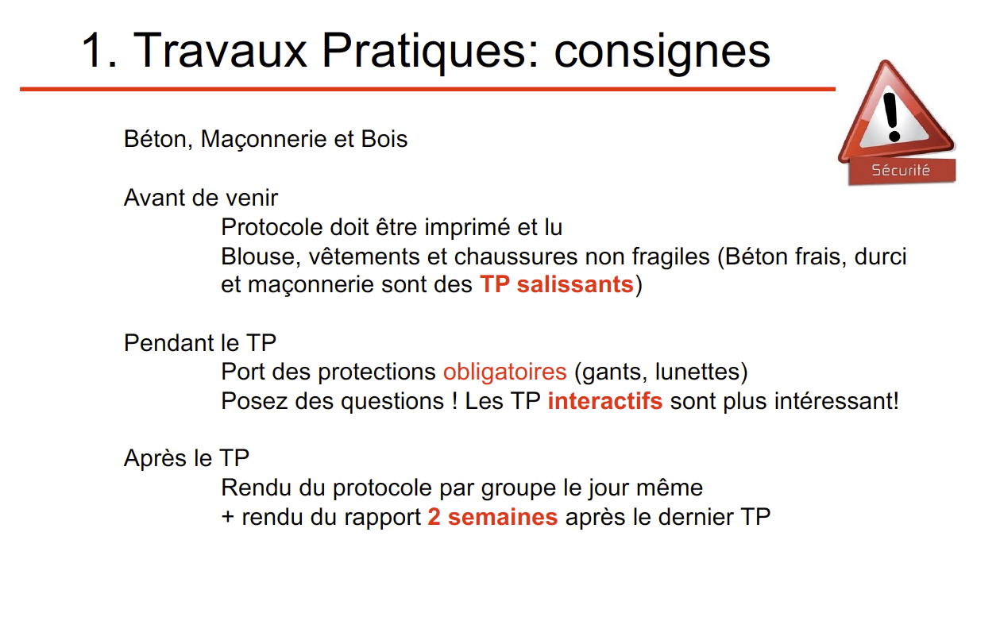 1. Travaux Pratiques: consignes
Sécurité
Béton, Maçonnerie et Bois
Avant de venir
Protocole doit être imprimé et lu
Blouse, vêtements et chaussures non fragiles (Béton frais, durci
et maçonnerie sont des TP salissants)
Pendant le TP
Port des protections obligatoires (gants, lunettes)
Posez des questions ! Les TP interactifs sont plus intéressant!
Après le TP
Rendu du protocole par groupe le jour même
+ rendu du rapport 2 semaines après le dernier TP